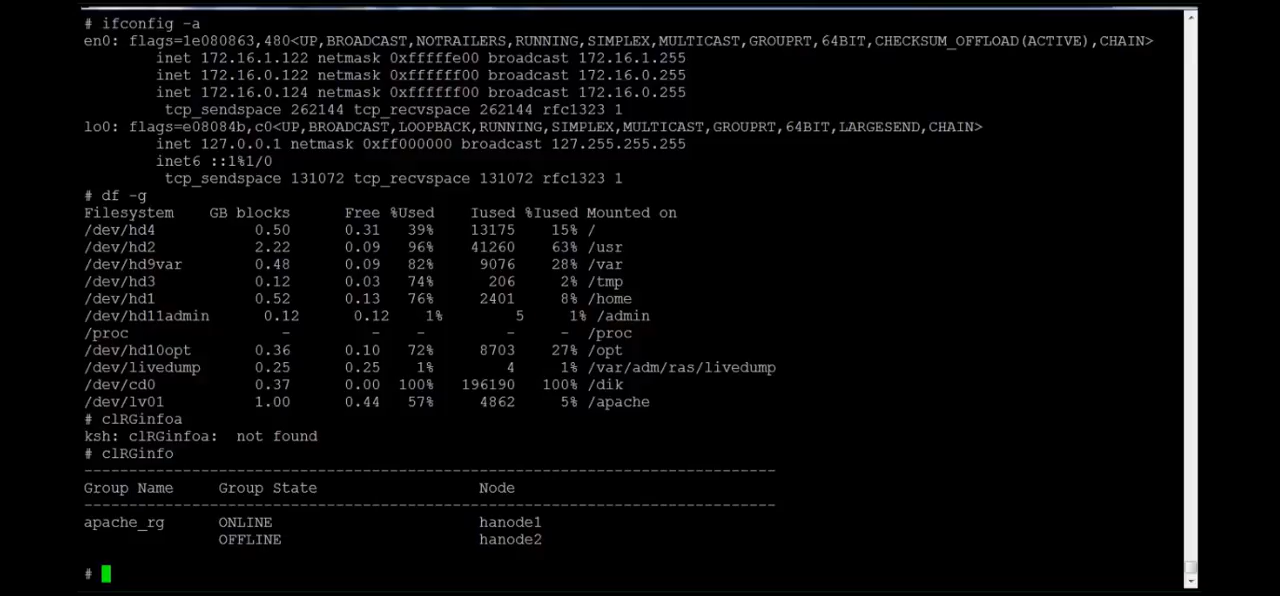 # ifconfig -a
en0: flags=1e080863,480<UP,BROADCAST,NOTRAILERS,RUNNING,SIMPLEX,MULTICAST,GROUPRT,64BIT,CHECKSUM_OFFLOAD(ACTIVE),CHAIN>
inet 172.16.1.122 netmask 0xfffffe00 broadcast 172.16.1.255
inet 172.16.0.122 netmask 0xffffff00 broadcast 172.16.0.255
inet 172.16.0.124 netmask 0xffffff00 broadcast 172.16.0.255
tcp_sendspace 262144 tcp_recvspace 262144 rfc1323 1
lo0: flags=e08084b,c0<UP,BROADCAST,LOOPBACK,RUNNING,SIMPLEX,MULTICAST,GROUPRT,64BIT,LARGESEND,CHAIN>
inet 127.0.0.1 netmask 0xff000000 broadcast 127.255.255.255
inet6 ::1%1/0
tcp_sendspace 131072 tcp_recvspace 131072 rfc1323 1
# df -g
Filesystem    GB blocks      Free %Used    Iused %Iused Mounted on
/dev/hd4           0.50      0.31   39%    13175    15% /
/dev/hd2           2.22      0.09   96%    41260    63% /usr
/dev/hd9var        0.48      0.09   82%     9076    28% /var
/dev/hd3           0.12      0.03   74%      206     2% /tmp
/dev/hd1           0.52      0.13   76%     2401     8% /home
/dev/hd11admin      0.12      0.12    1%        5     1% /admin
/proc                 -         -    -         -     -  /proc
/dev/hd10opt       0.36      0.10   72%     8703    27% /opt
/dev/livedump      0.25      0.25    1%        4     1% /var/adm/ras/livedump
/dev/cd0           0.37      0.00  100%   196190   100% /dik
/dev/lv01          1.00      0.44   57%     4862     5% /apache
# clRGinfoa
ksh: clRGinfoa:  not found
# clRGinfo
-----------------------------------------------------------------------------
Group Name     Group State                  Node
-----------------------------------------------------------------------------
apache_rg      ONLINE                       hanode1
OFFLINE                      hanode2
#